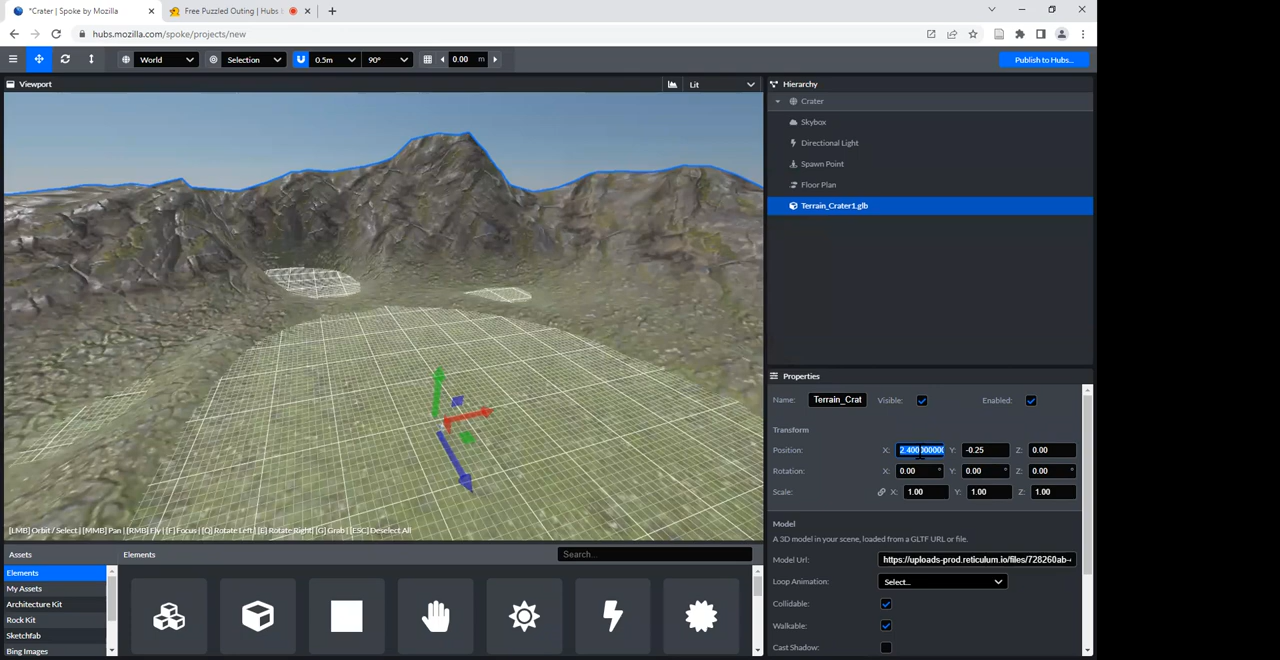 *Crater | Spoke by Mozilla
Free Puzzled Outing | Hubs
hubs.mozilla.com/spoke/projects/new
World
Selection
0.5m
90°
0.00 m
Publish to Hubs...
Viewport
Lit
Hierarchy
Crater
Skybox
Directional Light
Spawn Point
Floor Plan
Terrain_Crater1.glb
Properties
Name: Terrain_Crat Visible: Enabled:
Transform
Position: X: 2.400000000 Y: -0.25 Z: 0.00
Rotation: X: 0.00 ° Y: 0.00 ° Z: 0.00 °
Scale: X: 1.00 Y: 1.00 Z: 1.00
[LMB] Orbit / Select | [MMB] Pan | [RMB] Fly | [F] Focus | [Q] Rotate Left | [E] Rotate Right | [G] Grab | [ESC] Deselect All
Model
A 3D model in your scene, loaded from a GLTF URL or file.
Model Url: https://uploads-prod.reticulum.io/files/728260ab-
Loop Animation: Select...
Collidable:
Walkable:
Cast Shadow:
Assets
Elements
My Assets
Architecture Kit
Rock Kit
Sketchfab
Bing Images
Elements
Search...